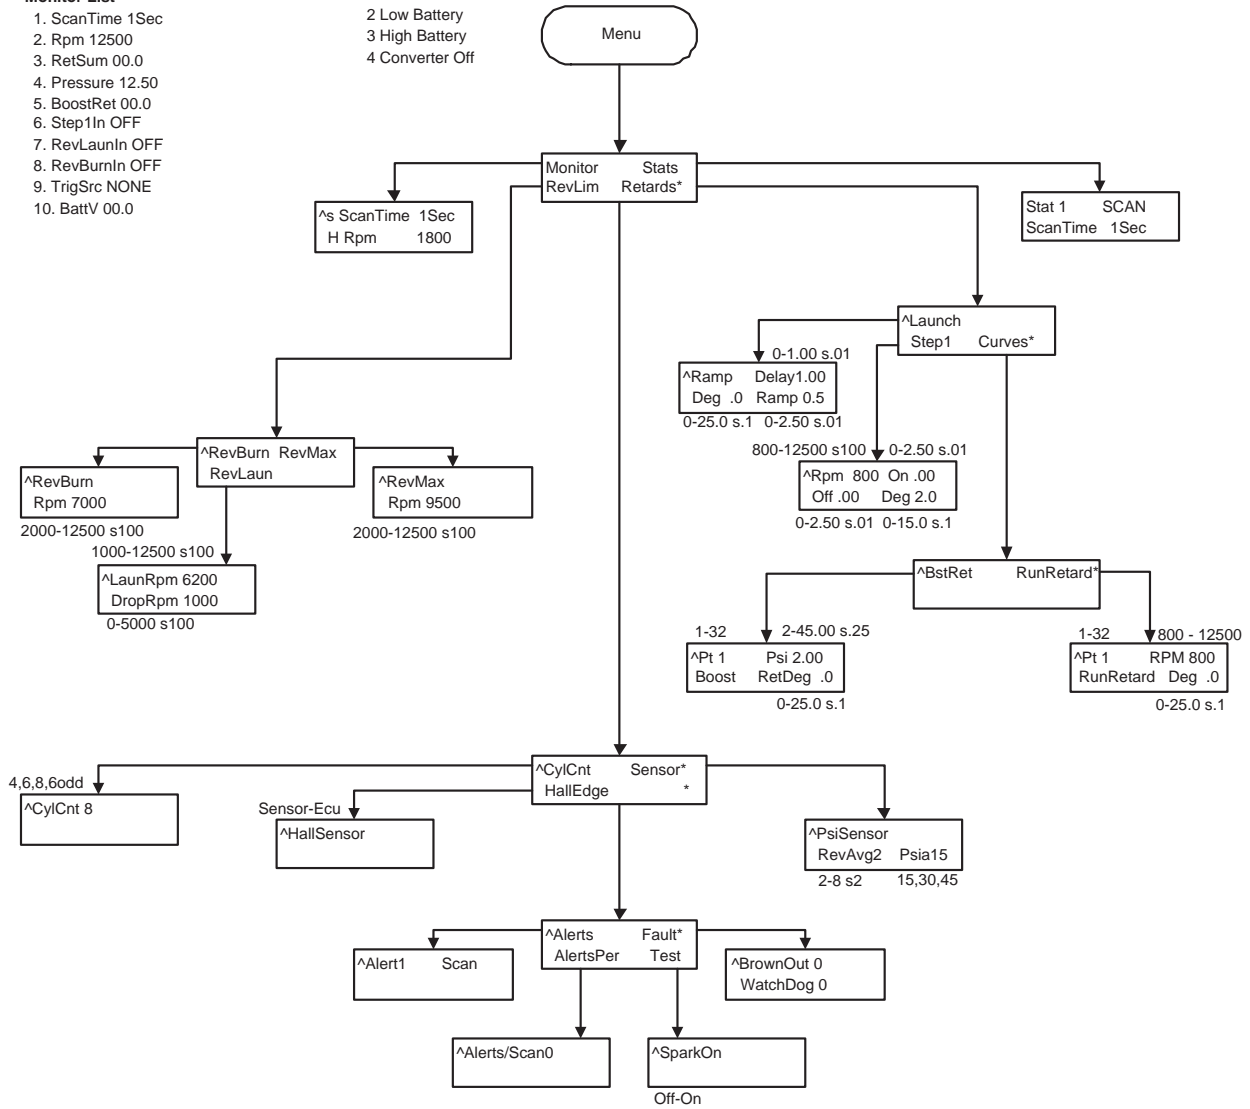 Monitor List
1. ScanTime 1Sec
2. Rpm 12500
3. RetSum 00.0
4. Pressure 12.50
5. BoostRet 00.0
6. Step1In OFF
7. RevLaunIn OFF
8. RevBurnIn OFF
9. TrigSrc NONE
10. BattV 00.0
2 Low Battery
3 High Battery
4 Converter Off
Menu
Monitor Stats
RevLim Retards*
^s ScanTime 1Sec
H Rpm 1800
Stat 1 SCAN
ScanTime 1Sec
^Launch
Step1 Curves*
0-1.00 s.01
^Ramp Delay1.00
Deg .0 Ramp 0.5
0-25.0 s.1 0-2.50 s.01
800-12500 s100 0-2.50 s.01
^Rpm 800 On .00
Off .00 Deg 2.0
0-2.50 s.01 0-15.0 s.1
^RevBurn RevMax
RevLaun
^RevBurn
Rpm 7000
2000-12500 s100
^RevMax
Rpm 9500
2000-12500 s100
1000-12500 s100
^LaunRpm 6200
DropRpm 1000
0-5000 s100
^BstRet RunRetard*
1-32 2-45.00 s.25
^Pt 1 Psi 2.00
Boost RetDeg .0
0-25.0 s.1
1-32 800 - 12500
^Pt 1 RPM 800
RunRetard Deg .0
0-25.0 s.1
^CylCnt Sensor*
HallEdge *
4,6,8,6odd
^CylCnt 8
Sensor-Ecu
^HallSensor
^PsiSensor
RevAvg2 Psia15
2-8 s2 15,30,45
^Alerts Fault*
AlertsPer Test
^Alert1 Scan
^BrownOut 0
WatchDog 0
^Alerts/Scan0
^SparkOn
Off-On